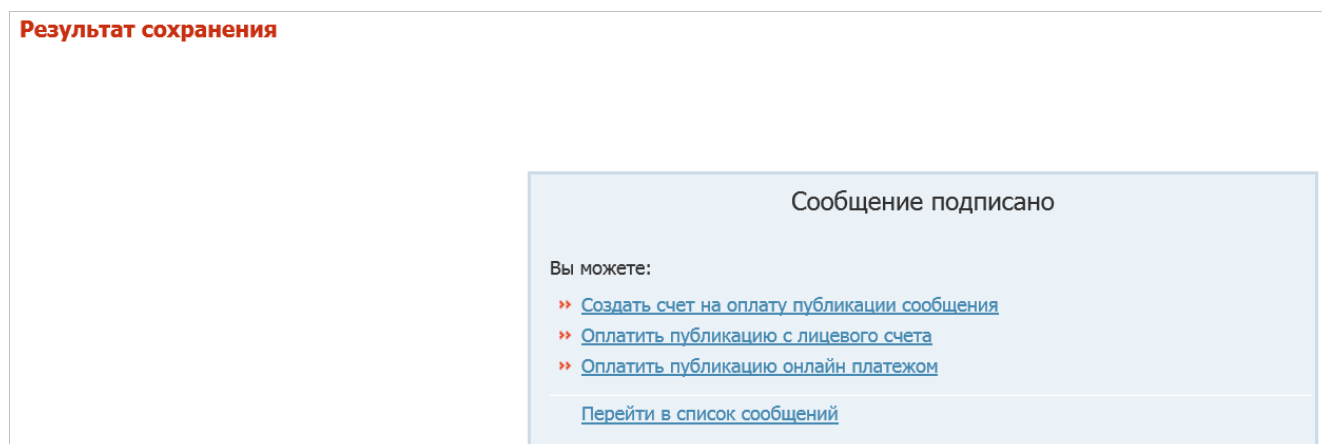 Результат сохранения
Сообщение подписано
Вы можете:
Создать счет на оплату публикации сообщения
Оплатить публикацию с лицевого счета
Оплатить публикацию онлайн платежом
Перейти в список сообщений